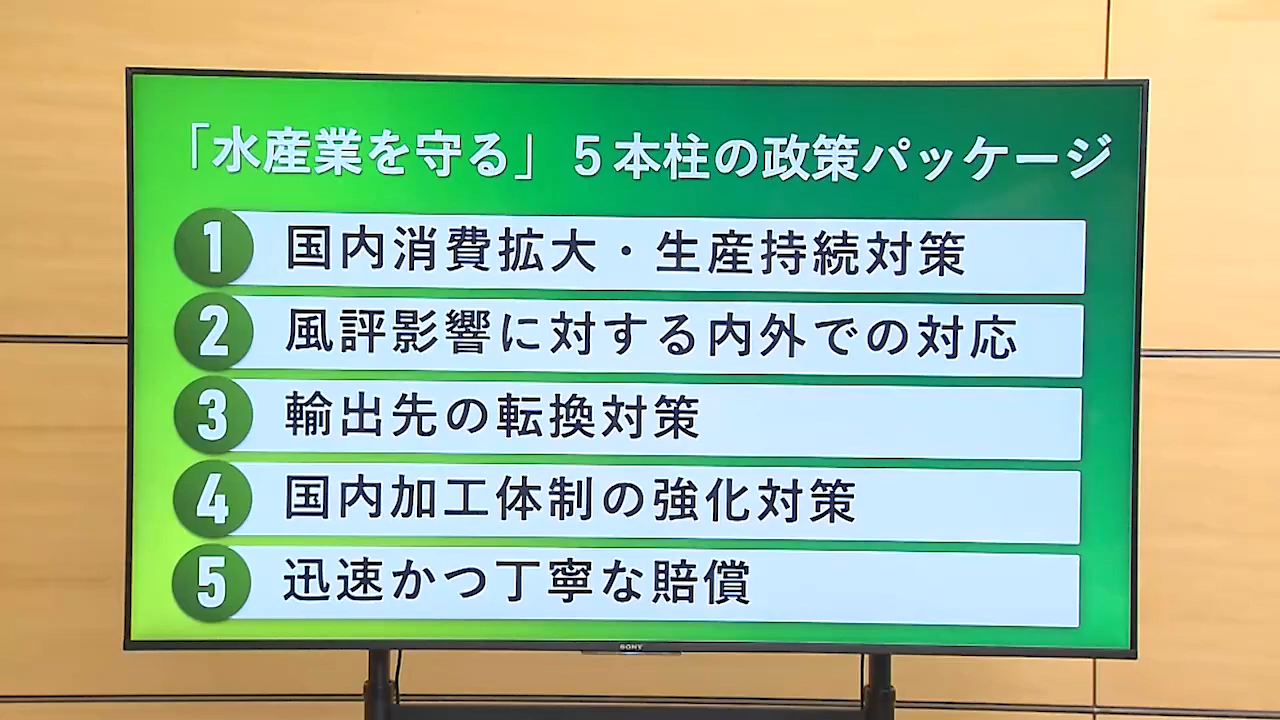 「水産業を守る」5本柱の政策パッケージ
1 国内消費拡大・生産持続対策
2 風評影響に対する内外での対応
3 輸出先の転換対策
4 国内加工体制の強化対策
5 迅速かつ丁寧な賠償
SONY